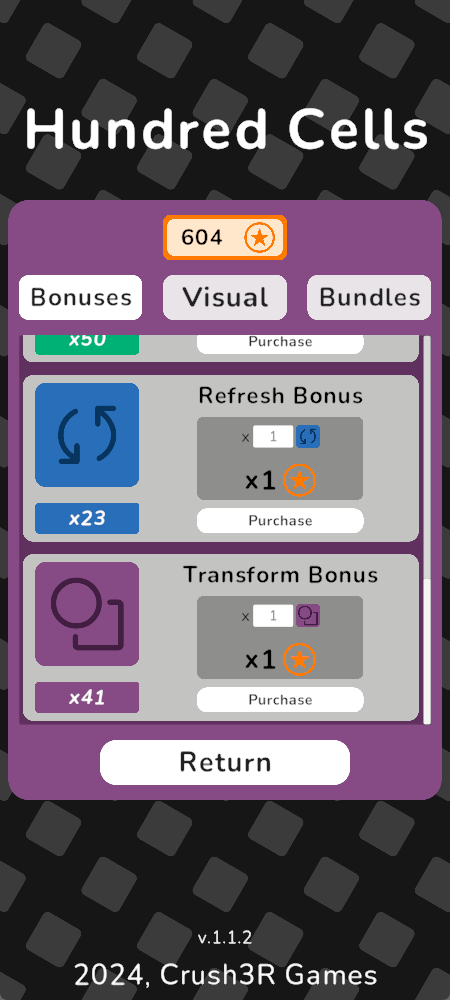 Hundred Cells
604
Bonuses Visual Bundles
x50 Purchase
Refresh Bonus
x 1
x1
x23 Purchase
Transform Bonus
x 1
x1
x41 Purchase
Return
v.1.1.2
2024, Crush3R Games